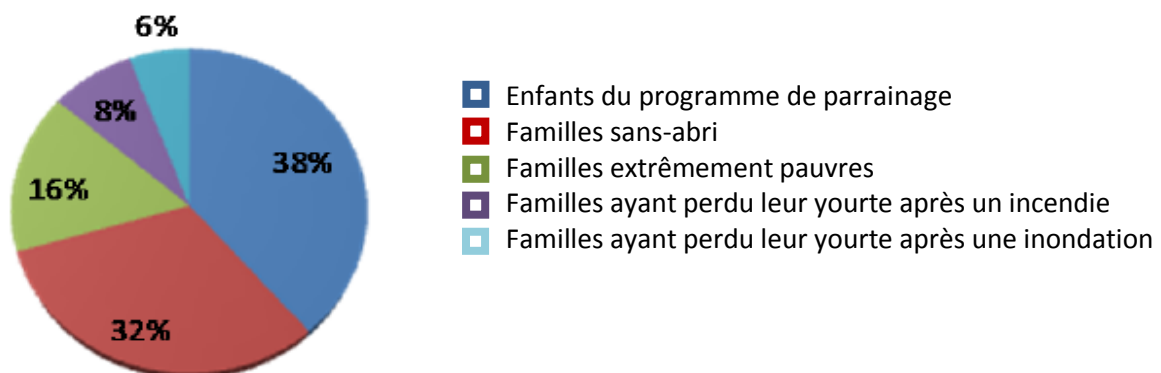 6%
8%
38%
16%
32%
Enfants du programme de parrainage
Familles sans-abri
Familles extrêmement pauvres
Familles ayant perdu leur yourte après un incendie
Familles ayant perdu leur yourte après une inondation